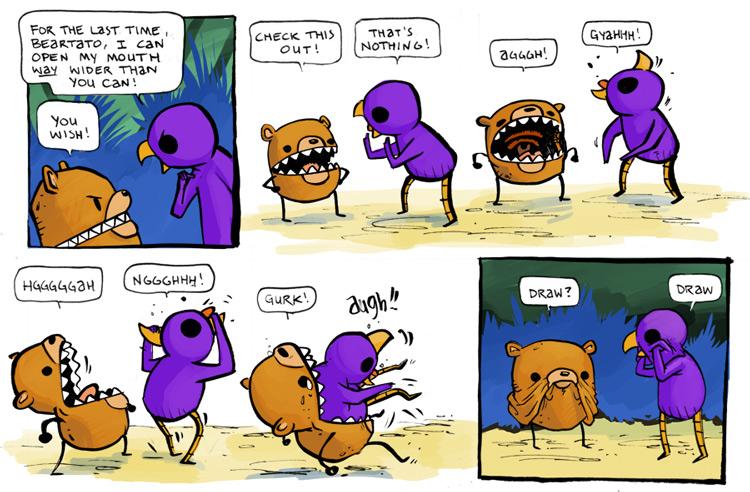 FOR THE LAST TIME,
BEARTATO, I CAN
OPEN MY MOUTH
WAY WIDER THAN
YOU CAN!
YOU
WISH!
CHECK THIS
OUT!
THAT'S
NOTHING!
AGGGH!
GYAHHH!
HGGGGGAH
NGGGHHH!
GURK!
AUGH!!
DRAW?
DRAW